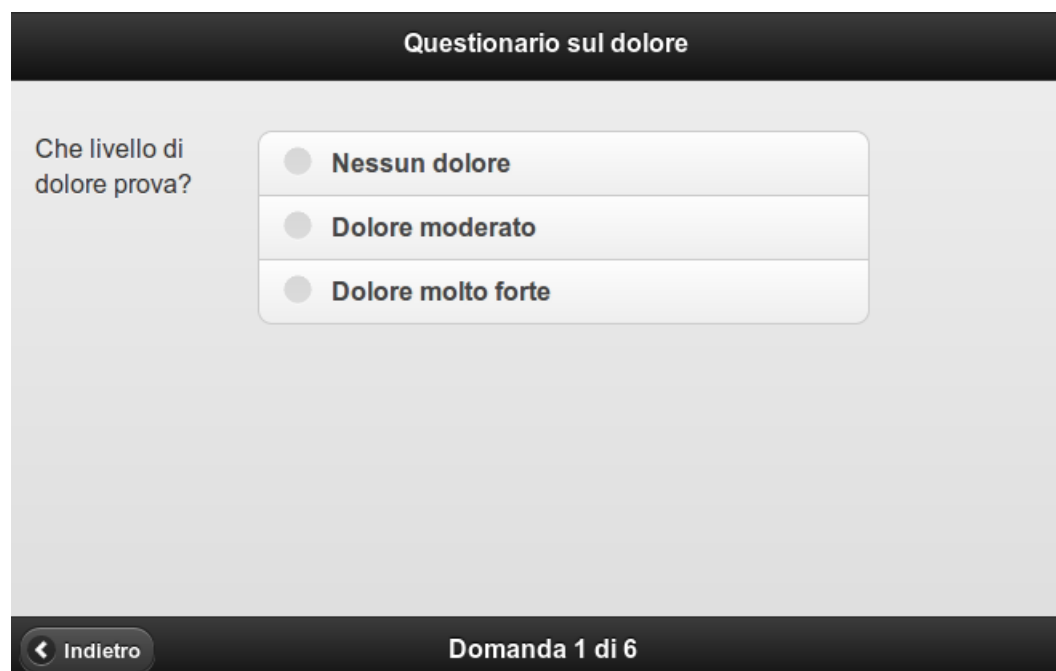 Questionario sul dolore
Che livello di
dolore prova?
Nessun dolore
Dolore moderato
Dolore molto forte
Indietro
Domanda 1 di 6